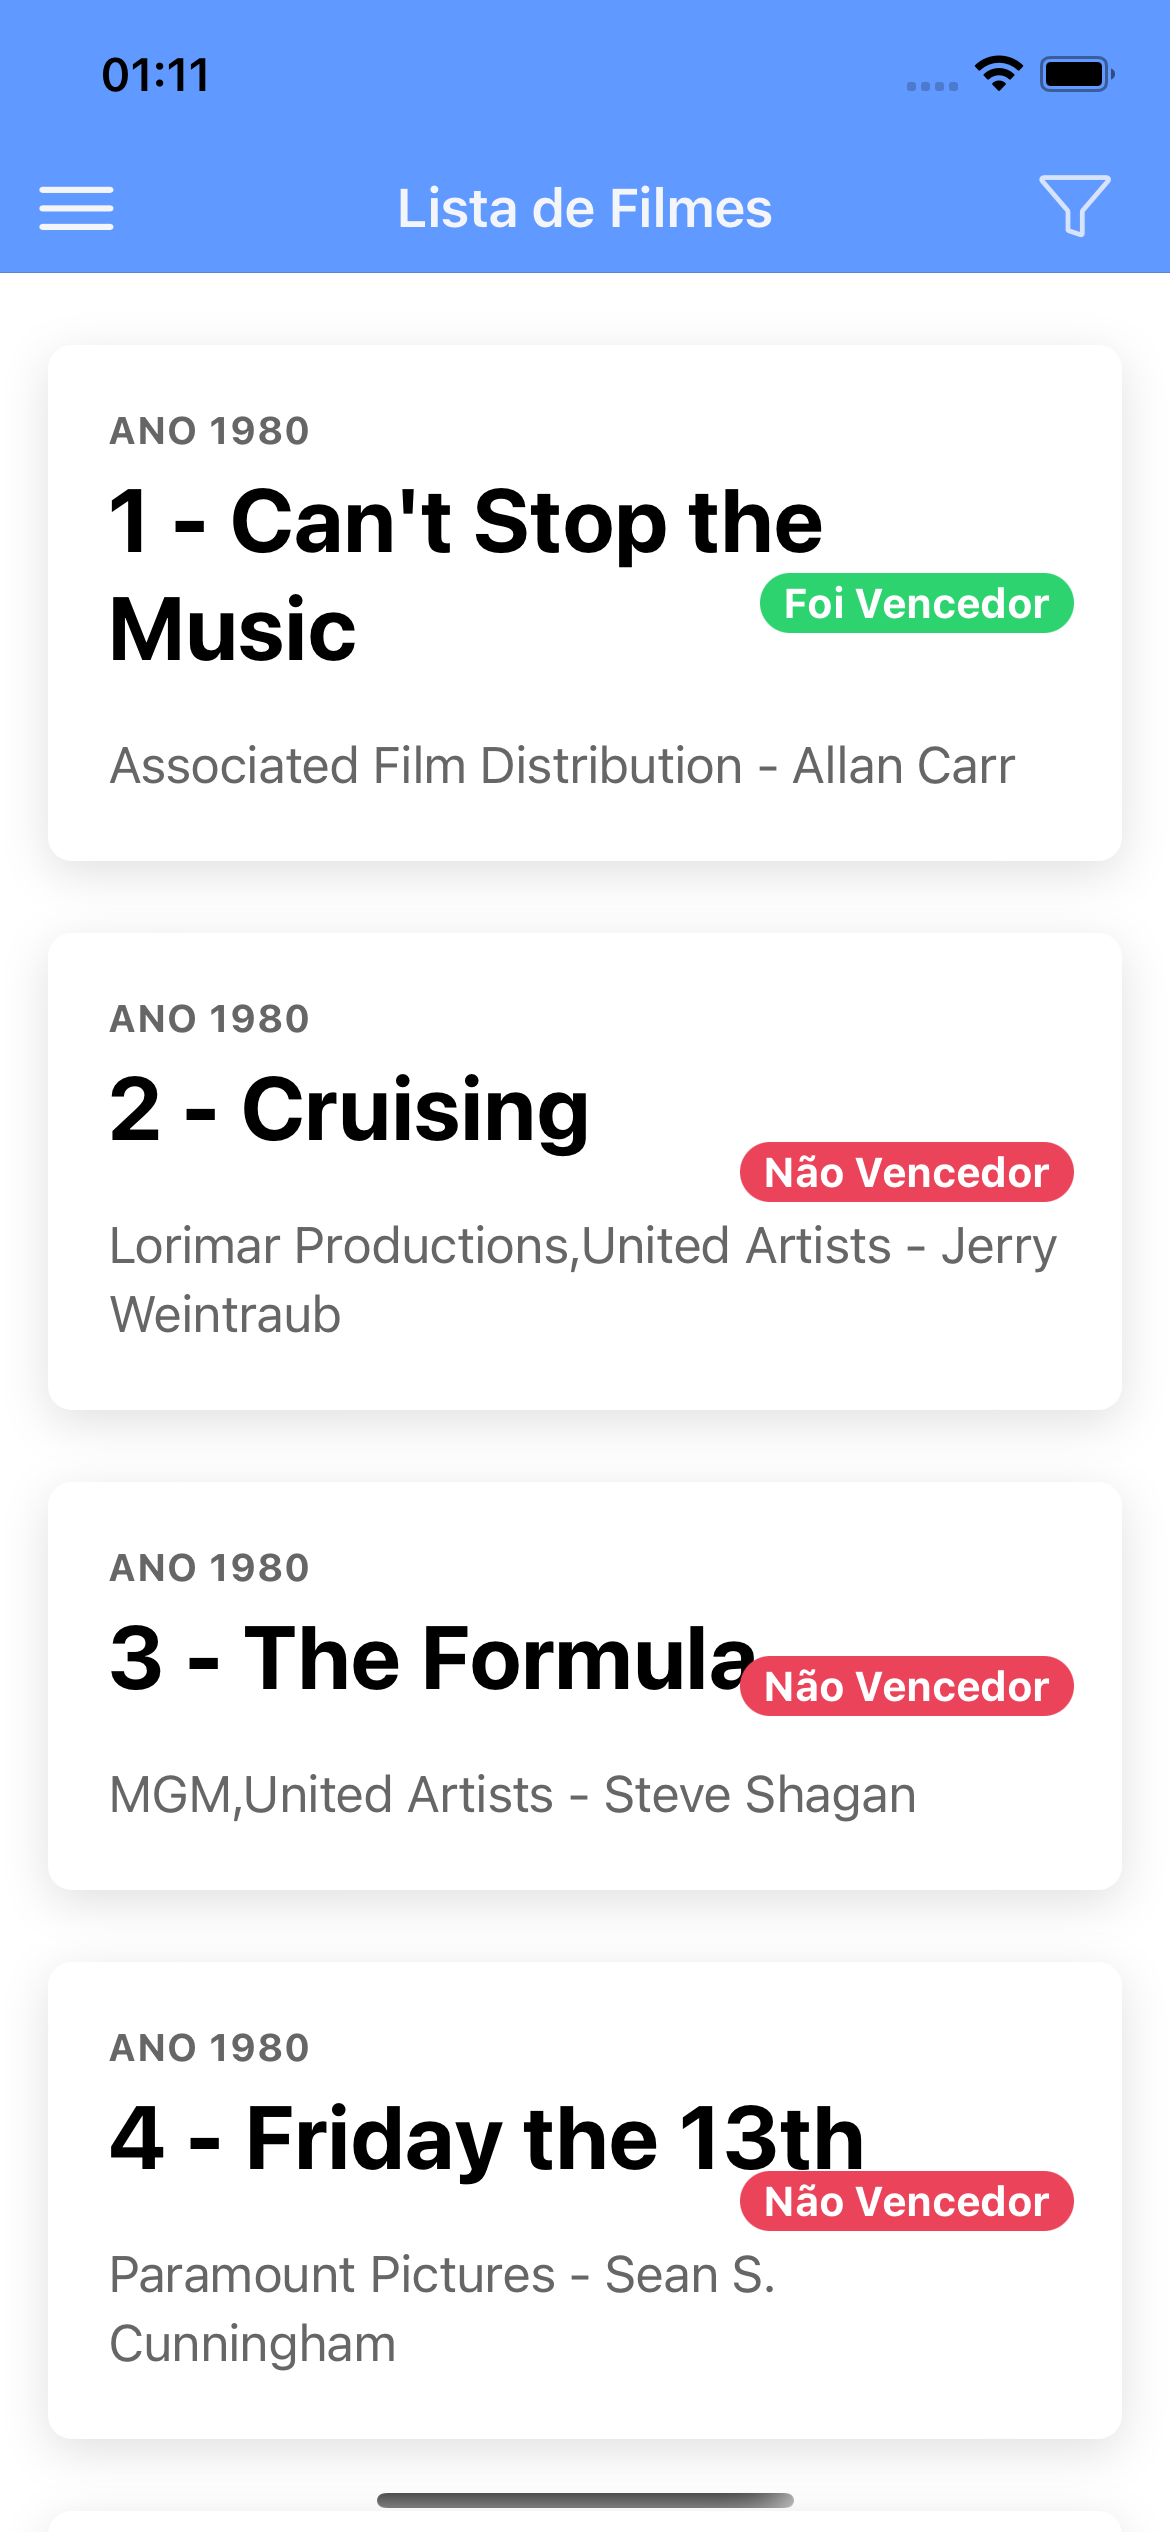 01:11
Lista de Filmes
ANO 1980
1 - Can't Stop the
Music
Foi Vencedor
Associated Film Distribution - Allan Carr
ANO 1980
2 - Cruising
Não Vencedor
Lorimar Productions,United Artists - Jerry
Weintraub
ANO 1980
3 - The Formula
Não Vencedor
MGM,United Artists - Steve Shagan
ANO 1980
4 - Friday the 13th
Não Vencedor
Paramount Pictures - Sean S.
Cunningham